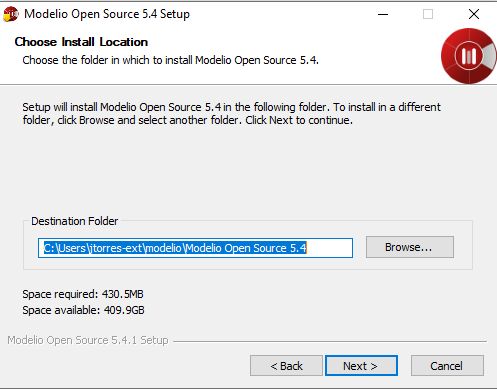 Modelio Open Source 5.4 Setup
Choose Install Location
Choose the folder in which to install Modelio Open Source 5.4.
Setup will install Modelio Open Source 5.4 in the following folder. To install in a different
folder, click Browse and select another folder. Click Next to continue.
Destination Folder
C:\Users\jtorres-ext\modelio\Modelio Open Source 5.4
Browse...
Space required: 430.5MB
Space available: 409.9GB
Modelio Open Source 5.4.1 Setup
< Back
Next >
Cancel